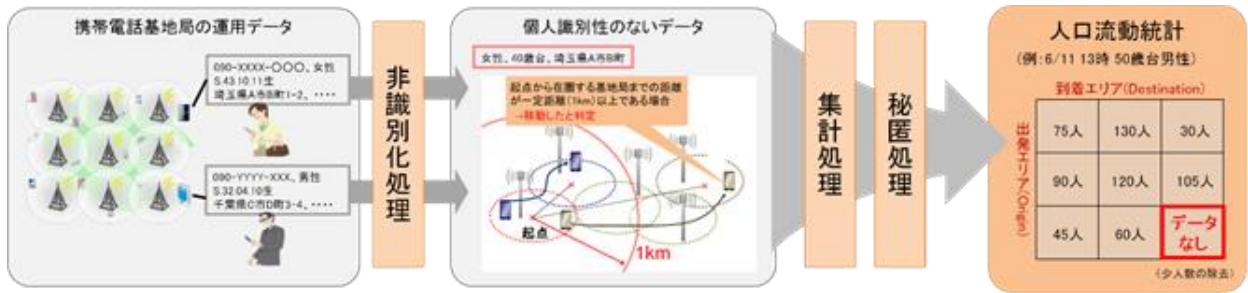 携帯電話基地局の運用データ
090-XXXX-〇〇〇、女性
S.43.10.11生
埼玉県A市B町1-2、‥‥
090-YYYY-XXX、男性
S.32.04.10生
千葉県C市D町3-4、‥‥
非識別化処理
個人識別性のないデータ
女性、40歳台、埼玉県A市B町
起点から在圏する基地局までの距離
が一定距離(1km)以上である場合
→移動したと判定
起点
1km
集計処理
秘匿処理
人口流動統計
(例:6/11 13時 50歳台男性)
到着エリア(Destination)
出発エリア(Origin)
75人 130人 30人
90人 120人 105人
45人 60人 データ
なし
(少人数の除去)